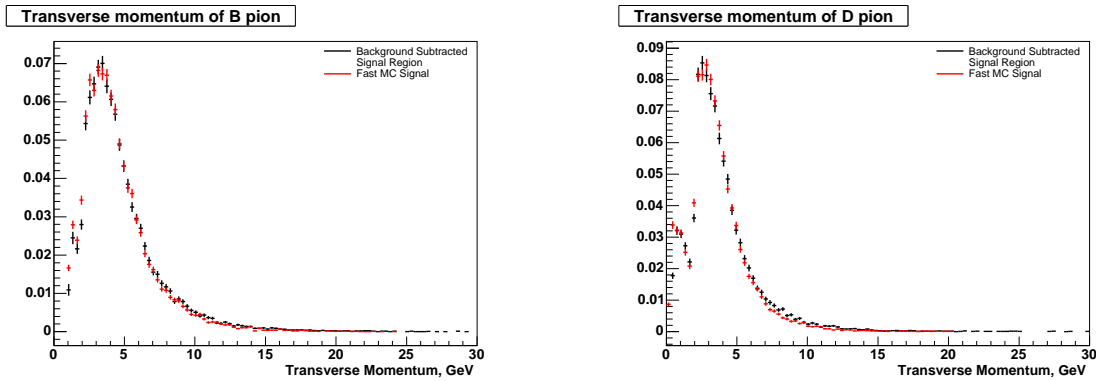 Transverse momentum of B pion
Background Subtracted
Signal Region
Fast MC Signal
0.07
0.06
0.05
0.04
0.03
0.02
0.01
0
0 5 10 15 20 25 30
Transverse Momentum, GeV
Transverse momentum of D pion
Background Subtracted
Signal Region
Fast MC Signal
0.09
0.08
0.07
0.06
0.05
0.04
0.03
0.02
0.01
0
0 5 10 15 20 25 30
Transverse Momentum, GeV